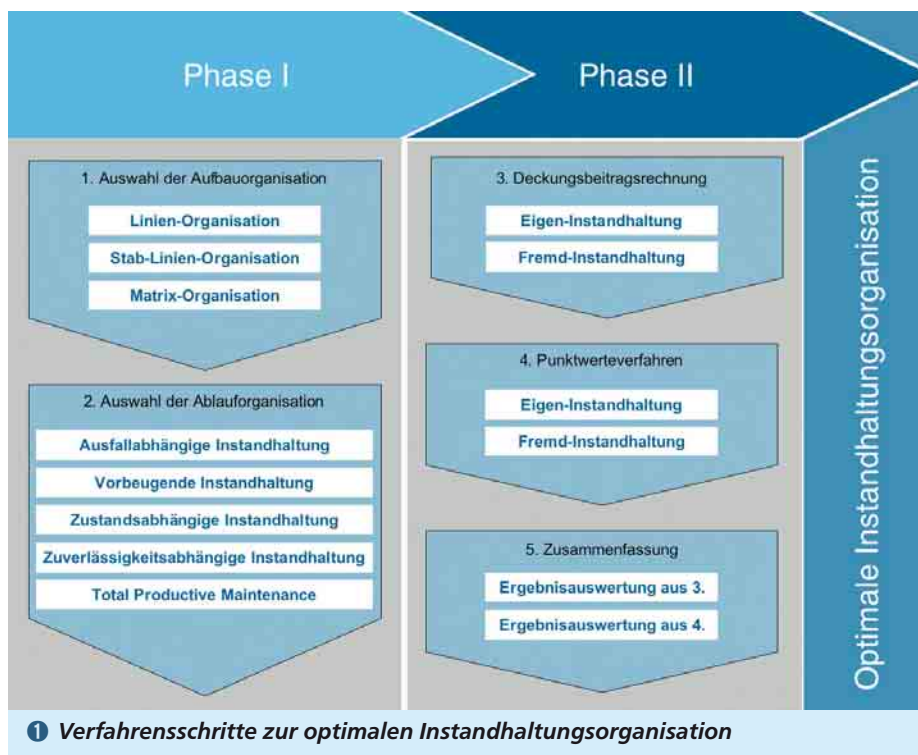 Phase I
Phase II
1. Auswahl der Aufbauorganisation
Linien-Organisation
Stab-Linien-Organisation
Matrix-Organisation
2. Auswahl der Ablauforganisation
Ausfallabhängige Instandhaltung
Vorbeugende Instandhaltung
Zustandsabhängige Instandhaltung
Zuverlässigkeitsabhängige Instandhaltung
Total Productive Maintenance
3. Deckungsbeitragsrechnung
Eigen-Instandhaltung
Fremd-Instandhaltung
4. Punktwerteverfahren
Eigen-Instandhaltung
Fremd-Instandhaltung
5. Zusammenfassung
Ergebnisauswertung aus 3.
Ergebnisauswertung aus 4.
Optimale Instandhaltungsorganisation
❶ Verfahrensschritte zur optimalen Instandhaltungsorganisation